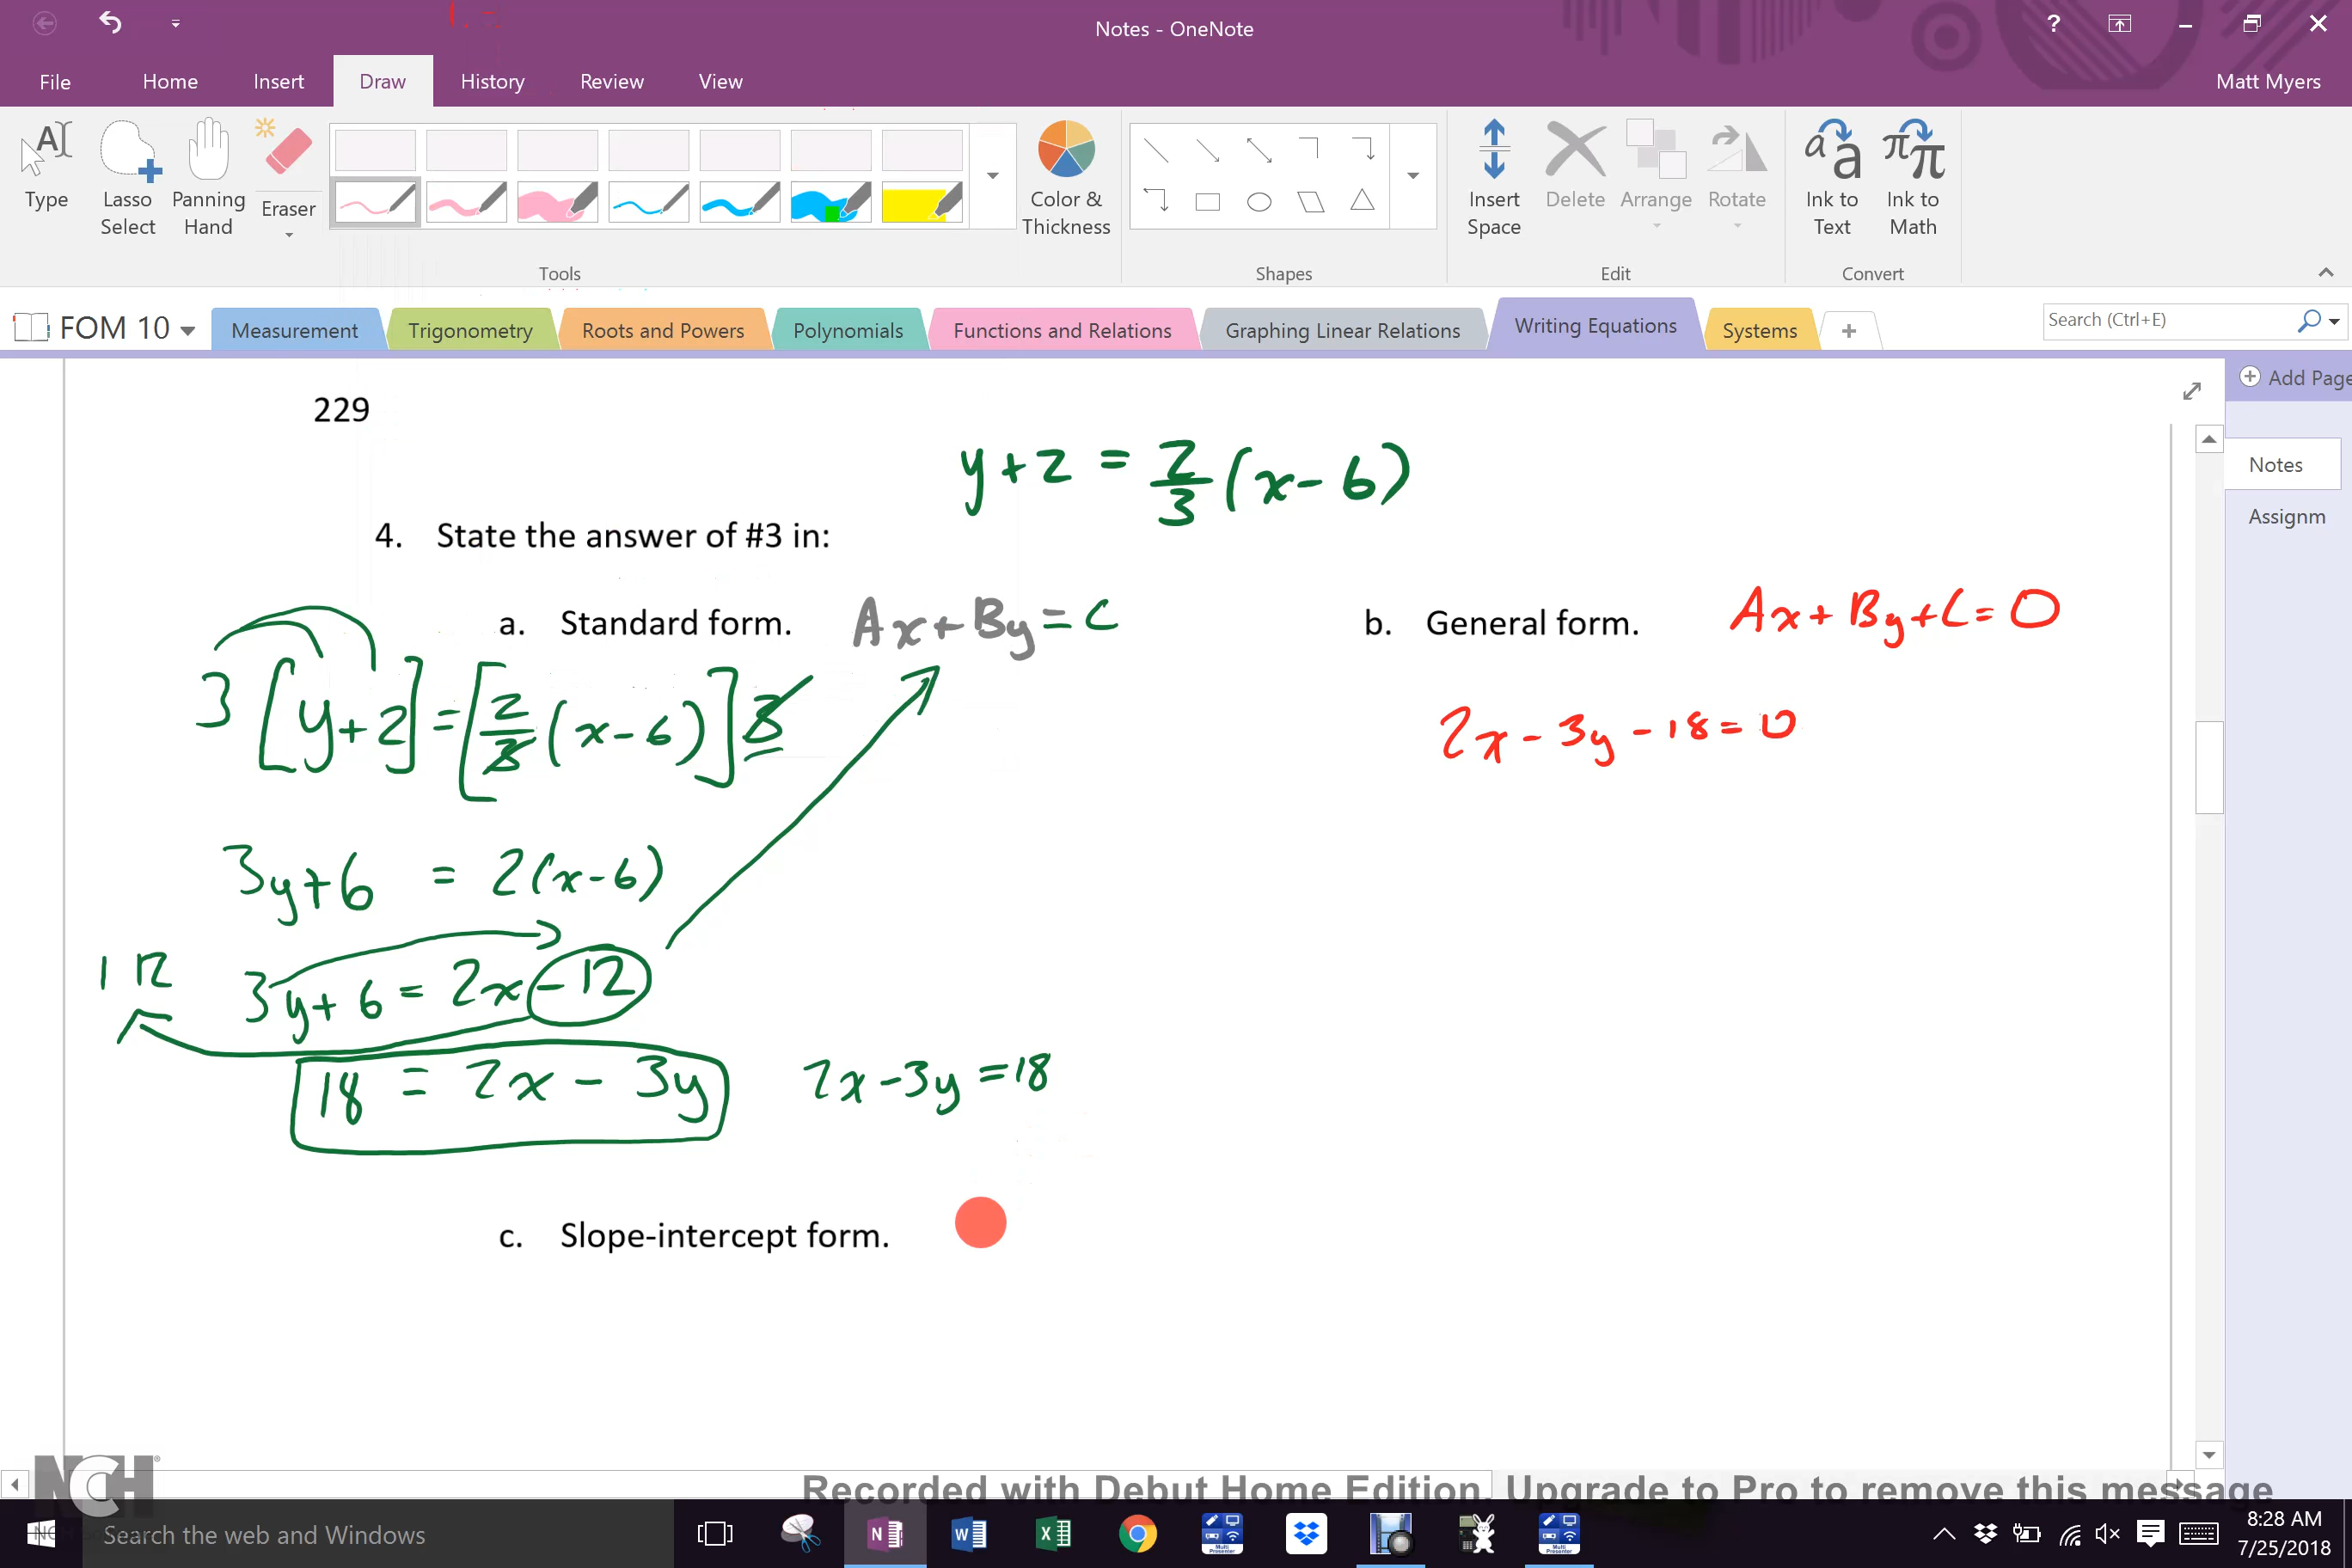 Notes - OneNote
?
File
Home
Insert
Draw
History
Review
View
Matt Myers
Type
Lasso Select
Panning Hand
Eraser
Color & Thickness
Insert Space
Delete
Arrange
Rotate
Ink to Text
Ink to Math
Tools
Shapes
Edit
Convert
FOM 10
Measurement
Trigonometry
Roots and Powers
Polynomials
Functions and Relations
Graphing Linear Relations
Writing Equations
Systems
Search (Ctrl+E)
Add Page
Notes
Assignm
229
y+2 = 2/3 (x-6)
4. State the answer of #3 in:
a. Standard form. Ax+By=C
b. General form. Ax+By+C=0
3[y+2]=[2/3(x-6)]3
2x-3y-18=0
3y+6 = 2(x-6)
3y+6=2x-12
18 = 2x - 3y
2x-3y=18
c. Slope-intercept form.
NCH
Recorded with Debut Home Edition. Upgrade to Pro to remove this message
Search the web and Windows
8:28 AM
7/25/2018